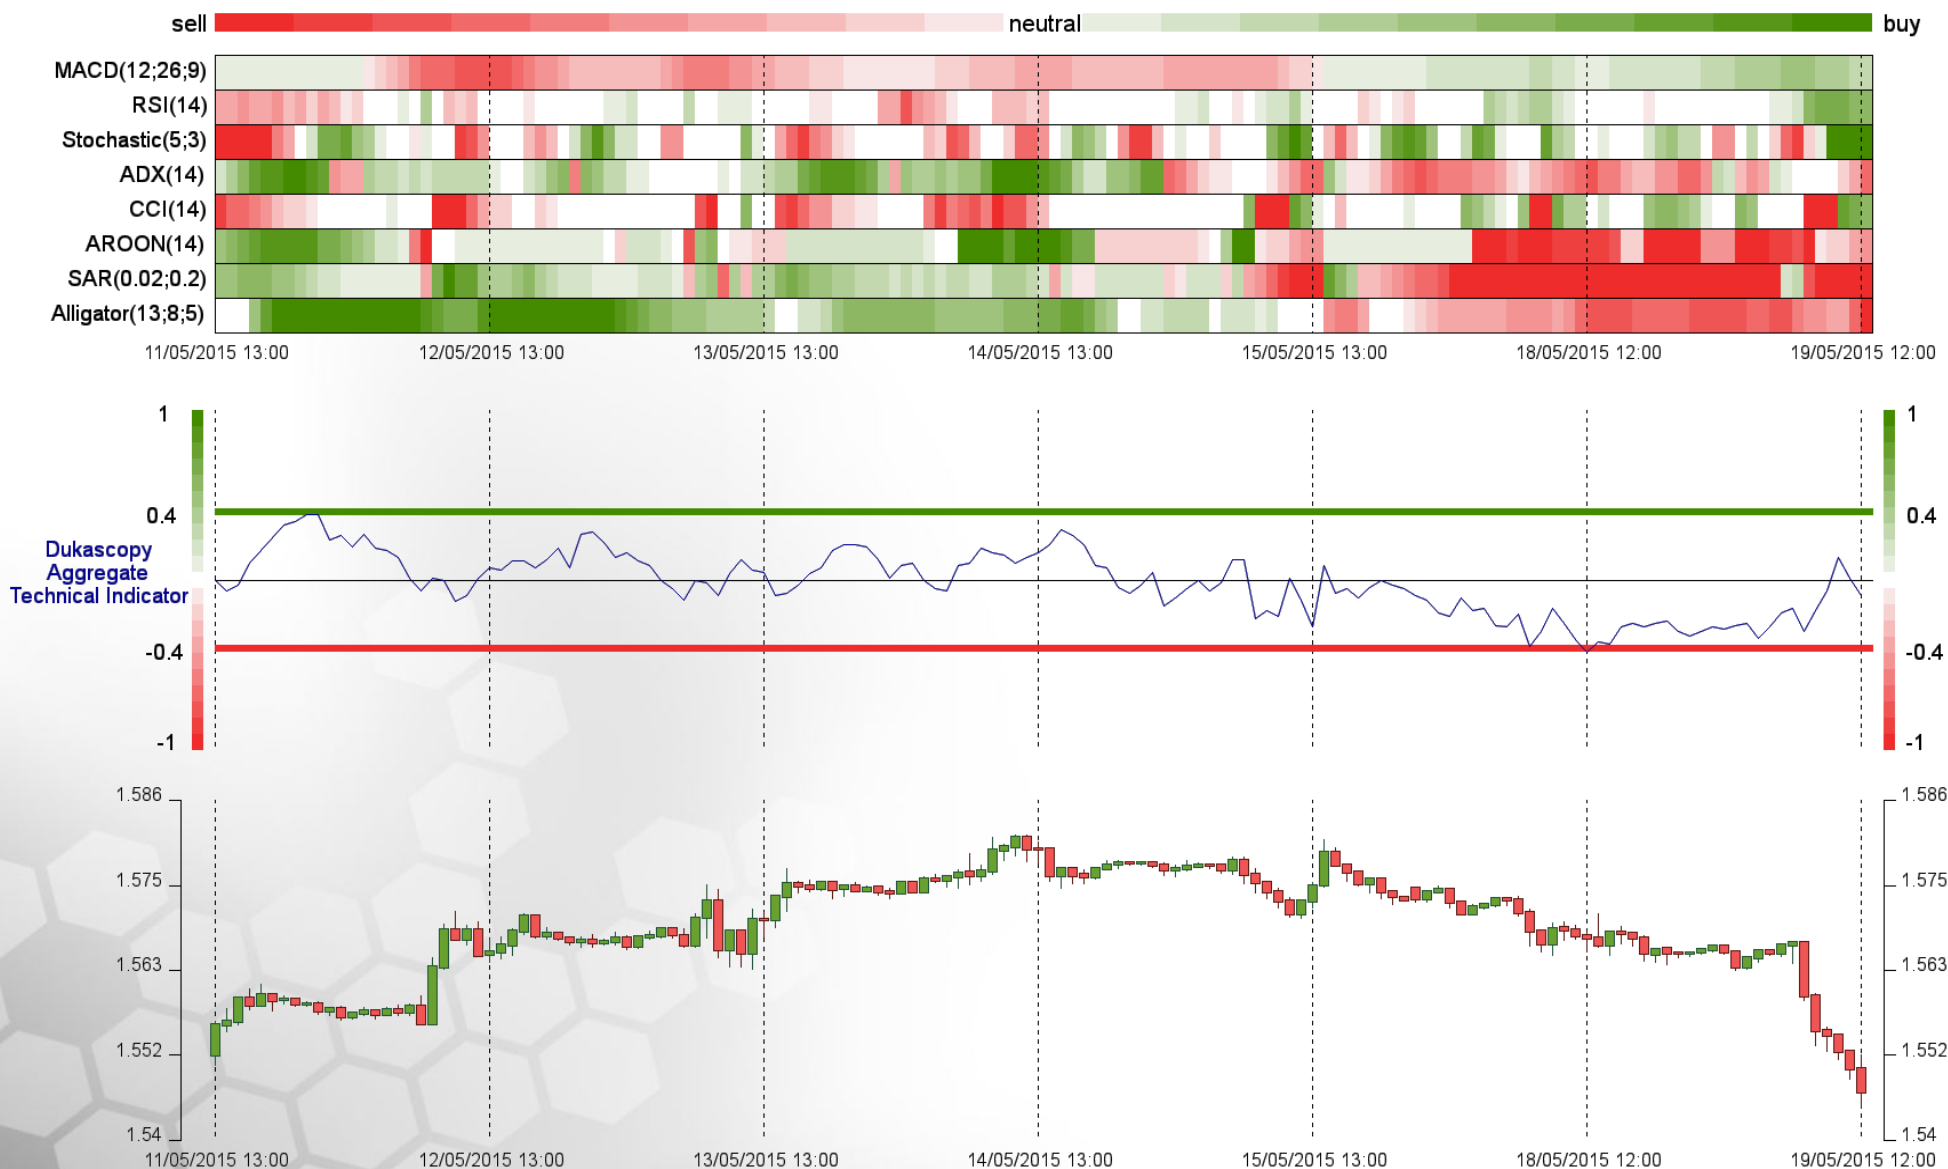 sell neutral buy
MACD(12;26;9)
RSI(14)
Stochastic(5;3)
ADX(14)
CCI(14)
AROON(14)
SAR(0.02;0.2)
Alligator(13;8;5)
11/05/2015 13:00 12/05/2015 13:00 13/05/2015 13:00 14/05/2015 13:00 15/05/2015 13:00 18/05/2015 12:00 19/05/2015 12:00
1 1
0.4 0.4
Dukascopy
Aggregate
Technical Indicator
-0.4 -0.4
-1 -1
1.586 1.586
1.575 1.575
1.563 1.563
1.552 1.552
1.54 1.54
11/05/2015 13:00 12/05/2015 13:00 13/05/2015 13:00 14/05/2015 13:00 15/05/2015 13:00 18/05/2015 12:00 19/05/2015 12:00